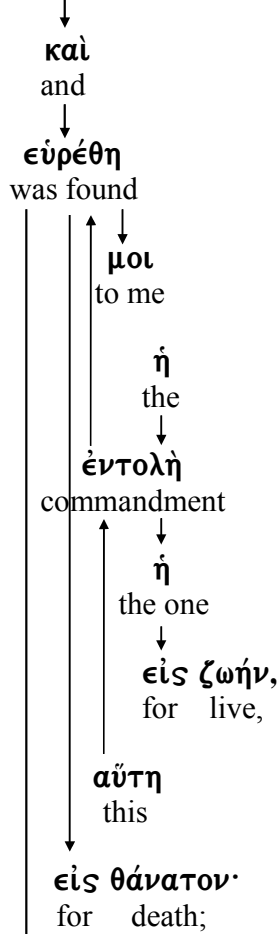 καὶ
and
εὑρέθη
was found
μοι
to me
ἡ
the
ἐντολὴ
commandment
ἡ
the one
εἰς ζωήν,
for live,
αὕτη
this
εἰς θάνατον·
for death;